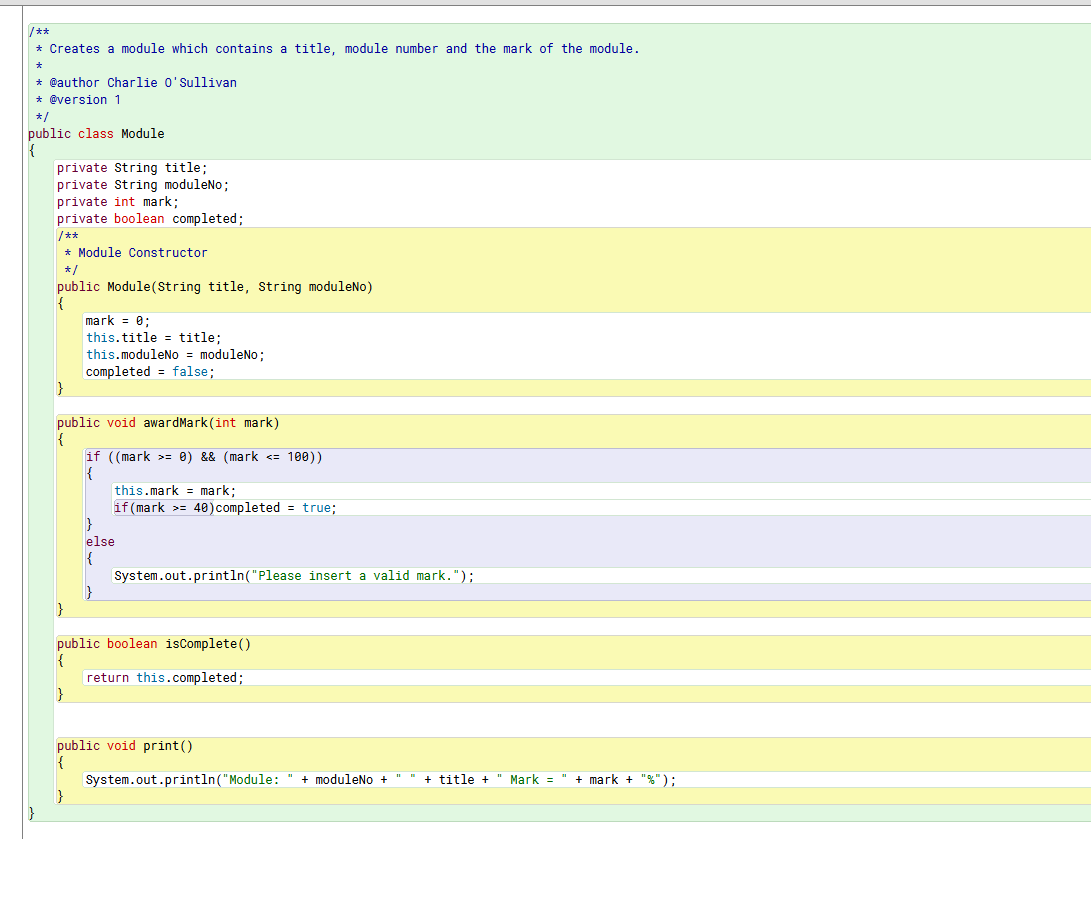 /**
 * Creates a module which contains a title, module number and the mark of the module.
 *
 * @author Charlie O'Sullivan
 * @version 1
 */
public class Module
{
    private String title;
    private String moduleNo;
    private int mark;
    private boolean completed;
    /**
     * Module Constructor
     */
    public Module(String title, String moduleNo)
    {
        mark = 0;
        this.title = title;
        this.moduleNo = moduleNo;
        completed = false;
    }

    public void awardMark(int mark)
    {
        if ((mark >= 0) && (mark <= 100))
        {
            this.mark = mark;
            if(mark >= 40)completed = true;
        }
        else
        {
            System.out.println("Please insert a valid mark.");
        }
    }

    public boolean isComplete()
    {
        return this.completed;
    }


    public void print()
    {
        System.out.println("Module: " + moduleNo + " " + title + " Mark = " + mark + "%");
    }
}